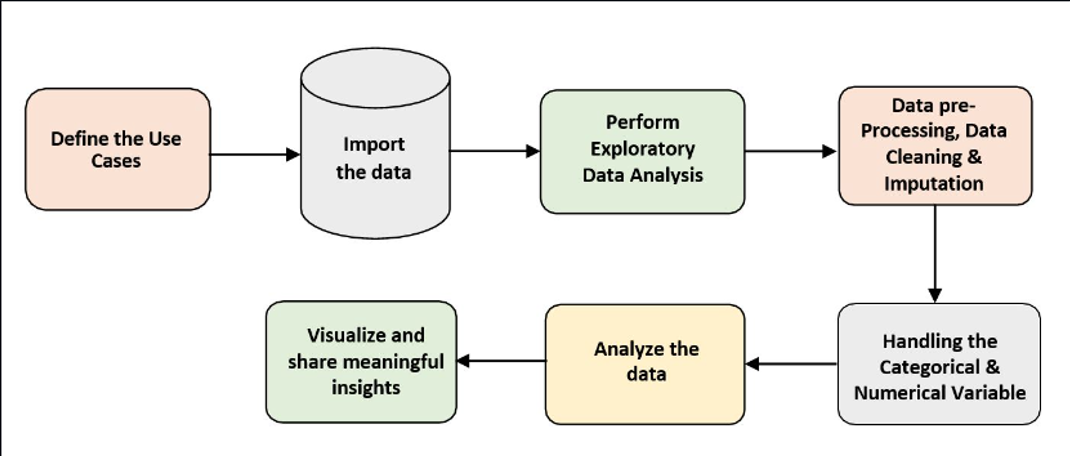 Define the Use
Cases
Import
the data
Perform
Exploratory
Data Analysis
Data pre-
Processing, Data
Cleaning &
Imputation
Handling the
Categorical &
Numerical Variable
Analyze the
data
Visualize and
share meaningful
insights